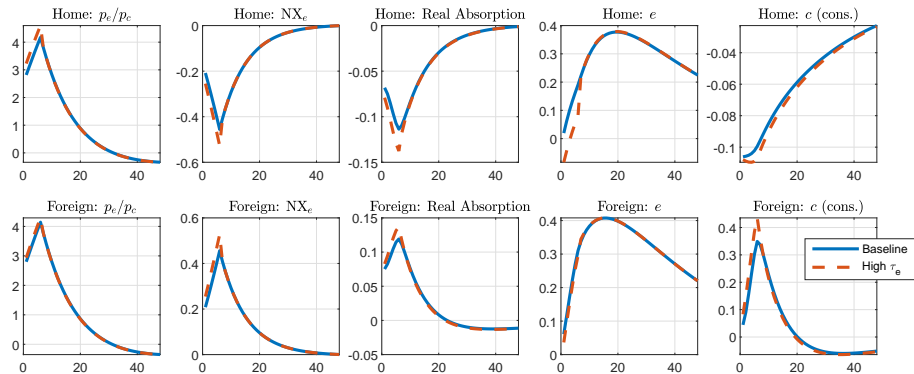 Home: p_e/p_c
Home: NX_e
Home: Real Absorption
Home: e
Home: c (cons.)
4
3
2
1
0
0 20 40
0
-0.2
-0.4
-0.6
0 20 40
0
-0.05
-0.1
-0.15
0 20 40
0.4
0.3
0.2
0.1
0
0 20 40
-0.04
-0.06
-0.08
-0.1
0 20 40
Foreign: p_e/p_c
Foreign: NX_e
Foreign: Real Absorption
Foreign: e
Foreign: c (cons.)
4
3
2
1
0
0 20 40
0.6
0.4
0.2
0
0 20 40
0.15
0.1
0.05
0
-0.05
0 20 40
0.4
0.3
0.2
0.1
0
0 20 40
0.4
0.3
0.2
0.1
0
0 20 40
Baseline
High τ_e